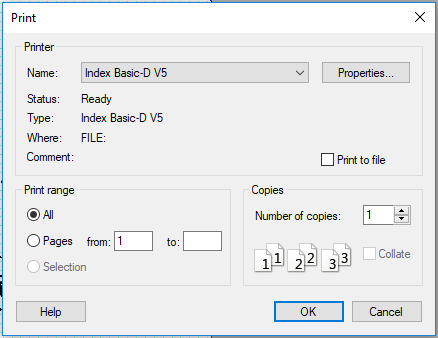 Print
Printer
Name: Index Basic-D V5 Properties...
Status: Ready
Type: Index Basic-D V5
Where: FILE:
Comment: Print to file
Print range
All
Pages from: 1 to:
Selection
Copies
Number of copies: 1
1 1 2 2 3 3 Collate
Help OK Cancel